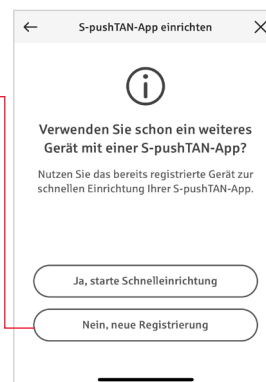 S-pushTAN-App einrichten
Verwenden Sie schon ein weiteres
Gerät mit einer S-pushTAN-App?
Nutzen Sie das bereits registrierte Gerät zur
schnellen Einrichtung Ihrer S-pushTAN-App.
Ja, starte Schnelleinrichtung
Nein, neue Registrierung